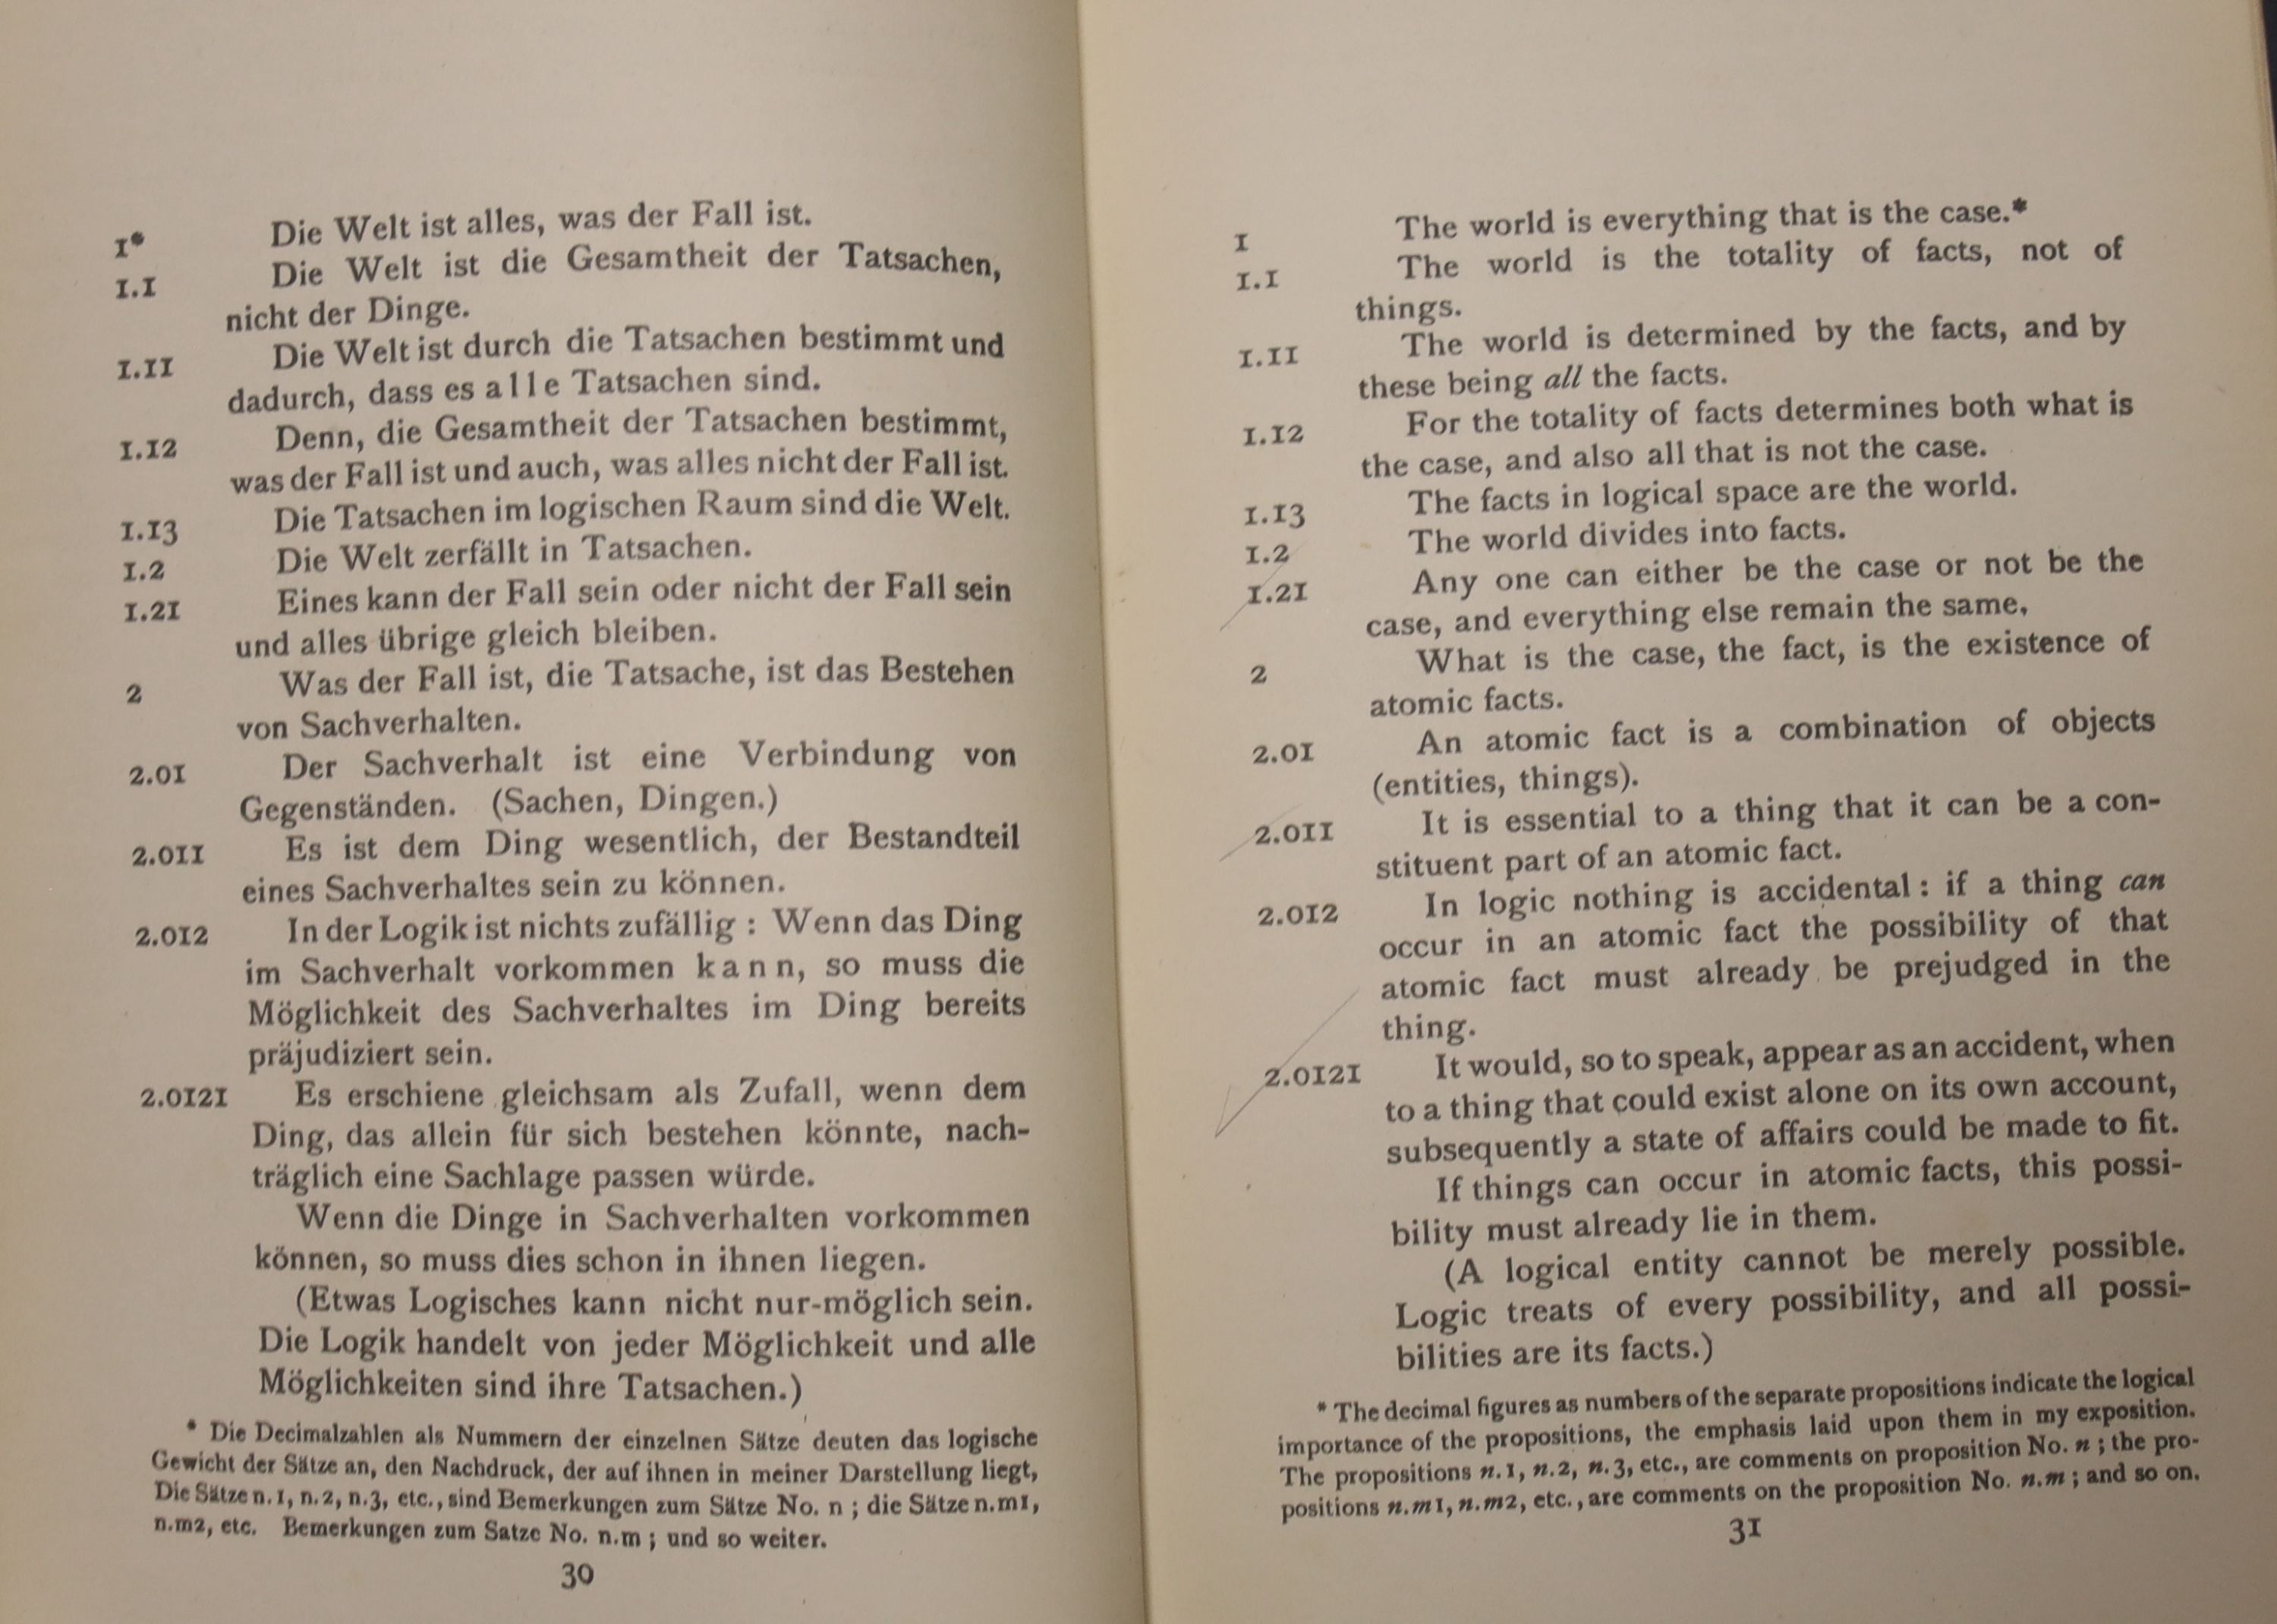 1* Die Welt ist alles, was der Fall ist.
1.1 Die Welt ist die Gesamtheit der Tatsachen,
nicht der Dinge.
1.11 Die Welt ist durch die Tatsachen bestimmt und
dadurch, dass es alle Tatsachen sind.
1.12 Denn, die Gesamtheit der Tatsachen bestimmt,
was der Fall ist und auch, was alles nicht der Fall ist.
1.13 Die Tatsachen im logischen Raum sind die Welt.
1.2 Die Welt zerfällt in Tatsachen.
1.21 Eines kann der Fall sein oder nicht der Fall sein
und alles übrige gleich bleiben.
2 Was der Fall ist, die Tatsache, ist das Bestehen
von Sachverhalten.
2.01 Der Sachverhalt ist eine Verbindung von
Gegenständen. (Sachen, Dingen.)
2.011 Es ist dem Ding wesentlich, der Bestandteil
eines Sachverhaltes sein zu können.
2.012 In der Logik ist nichts zufällig : Wenn das Ding
im Sachverhalt vorkommen kann, so muss die
Möglichkeit des Sachverhaltes im Ding bereits
präjudiziert sein.
2.0121 Es erschiene gleichsam als Zufall, wenn dem
Ding, das allein für sich bestehen könnte, nach-
träglich eine Sachlage passen würde.
Wenn die Dinge in Sachverhalten vorkommen
können, so muss dies schon in ihnen liegen.
(Etwas Logisches kann nicht nur-möglich sein.
Die Logik handelt von jeder Möglichkeit und alle
Möglichkeiten sind ihre Tatsachen.)
* Die Decimalzahlen als Nummern der einzelnen Sätze deuten das logische
Gewicht der Sätze an, den Nachdruck, der auf ihnen in meiner Darstellung liegt,
Die Sätze n.1, n.2, n.3, etc., sind Bemerkungen zum Sätze No. n ; die Sätze n.m1,
n.m2, etc. Bemerkungen zum Satze No. n.m ; und so weiter.
30
1 The world is everything that is the case.*
1.1 The world is the totality of facts, not of
things.
1.11 The world is determined by the facts, and by
these being all the facts.
1.12 For the totality of facts determines both what is
the case, and also all that is not the case.
1.13 The facts in logical space are the world.
1.2 The world divides into facts.
1.21 Any one can either be the case or not be the
case, and everything else remain the same.
2 What is the case, the fact, is the existence of
atomic facts.
2.01 An atomic fact is a combination of objects
(entities, things).
2.011 It is essential to a thing that it can be a con-
stituent part of an atomic fact.
2.012 In logic nothing is accidental : if a thing can
occur in an atomic fact the possibility of that
atomic fact must already be prejudged in the
thing.
2.0121 It would, so to speak, appear as an accident, when
to a thing that could exist alone on its own account,
subsequently a state of affairs could be made to fit.
If things can occur in atomic facts, this possi-
bility must already lie in them.
(A logical entity cannot be merely possible.
Logic treats of every possibility, and all possi-
bilities are its facts.)
* The decimal figures as numbers of the separate propositions indicate the logical
importance of the propositions, the emphasis laid upon them in my exposition.
The propositions n.1, n.2, n.3, etc., are comments on proposition No. n ; the pro-
positions n.m1, n.m2, etc., are comments on the proposition No. n.m ; and so on.
31